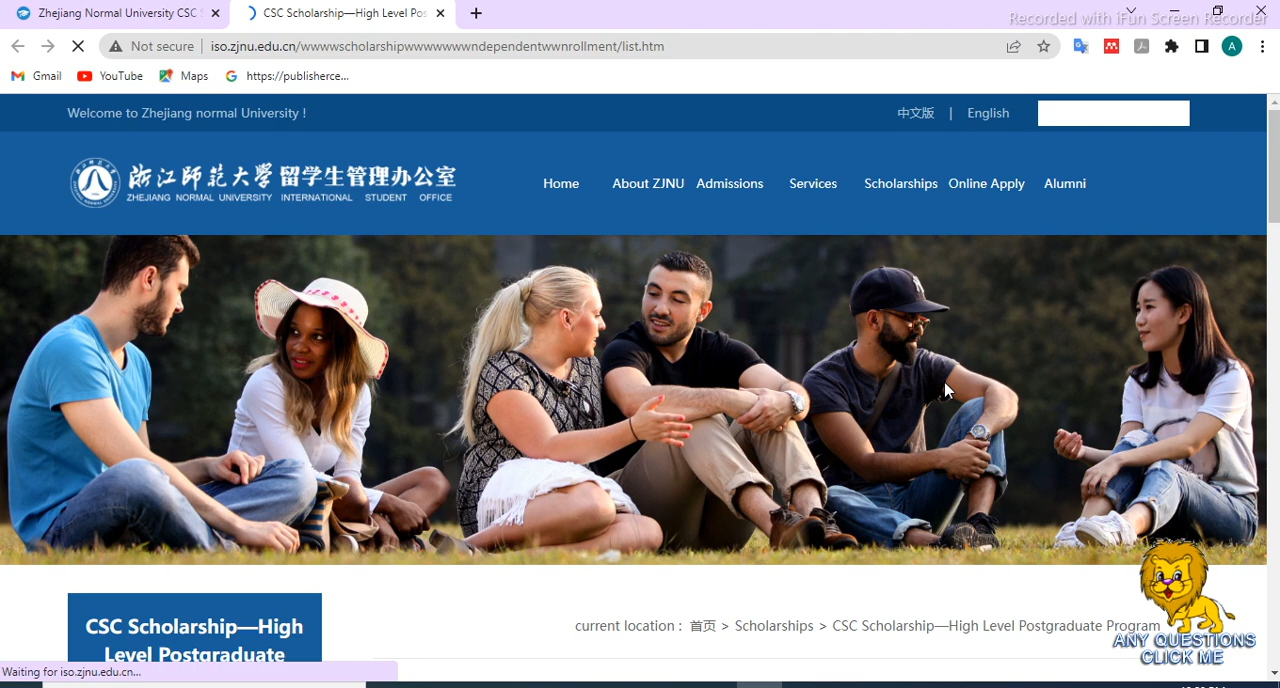 Zhejiang Normal University CSC S
CSC Scholarship—High Level Pos
Recorded with iFun Screen Recorder
Not secure
iso.zjnu.edu.cn/wwwwscholarshipwwwwwwwndependentwwnrollment/list.htm
A
Gmail
YouTube
Maps
https://publisherce...
Welcome to Zhejiang normal University !
中文版 | English
浙江师范大学 留学生管理办公室
ZHEJIANG NORMAL UNIVERSITY INTERNATIONAL STUDENT OFFICE
Home
About ZJNU
Admissions
Services
Scholarships
Online Apply
Alumni
CSC Scholarship—High
Level Postgraduate
current location : 首页 > Scholarships > CSC Scholarship—High Level Postgraduate Program
ANY QUESTIONS
CLICK ME
Waiting for iso.zjnu.edu.cn...